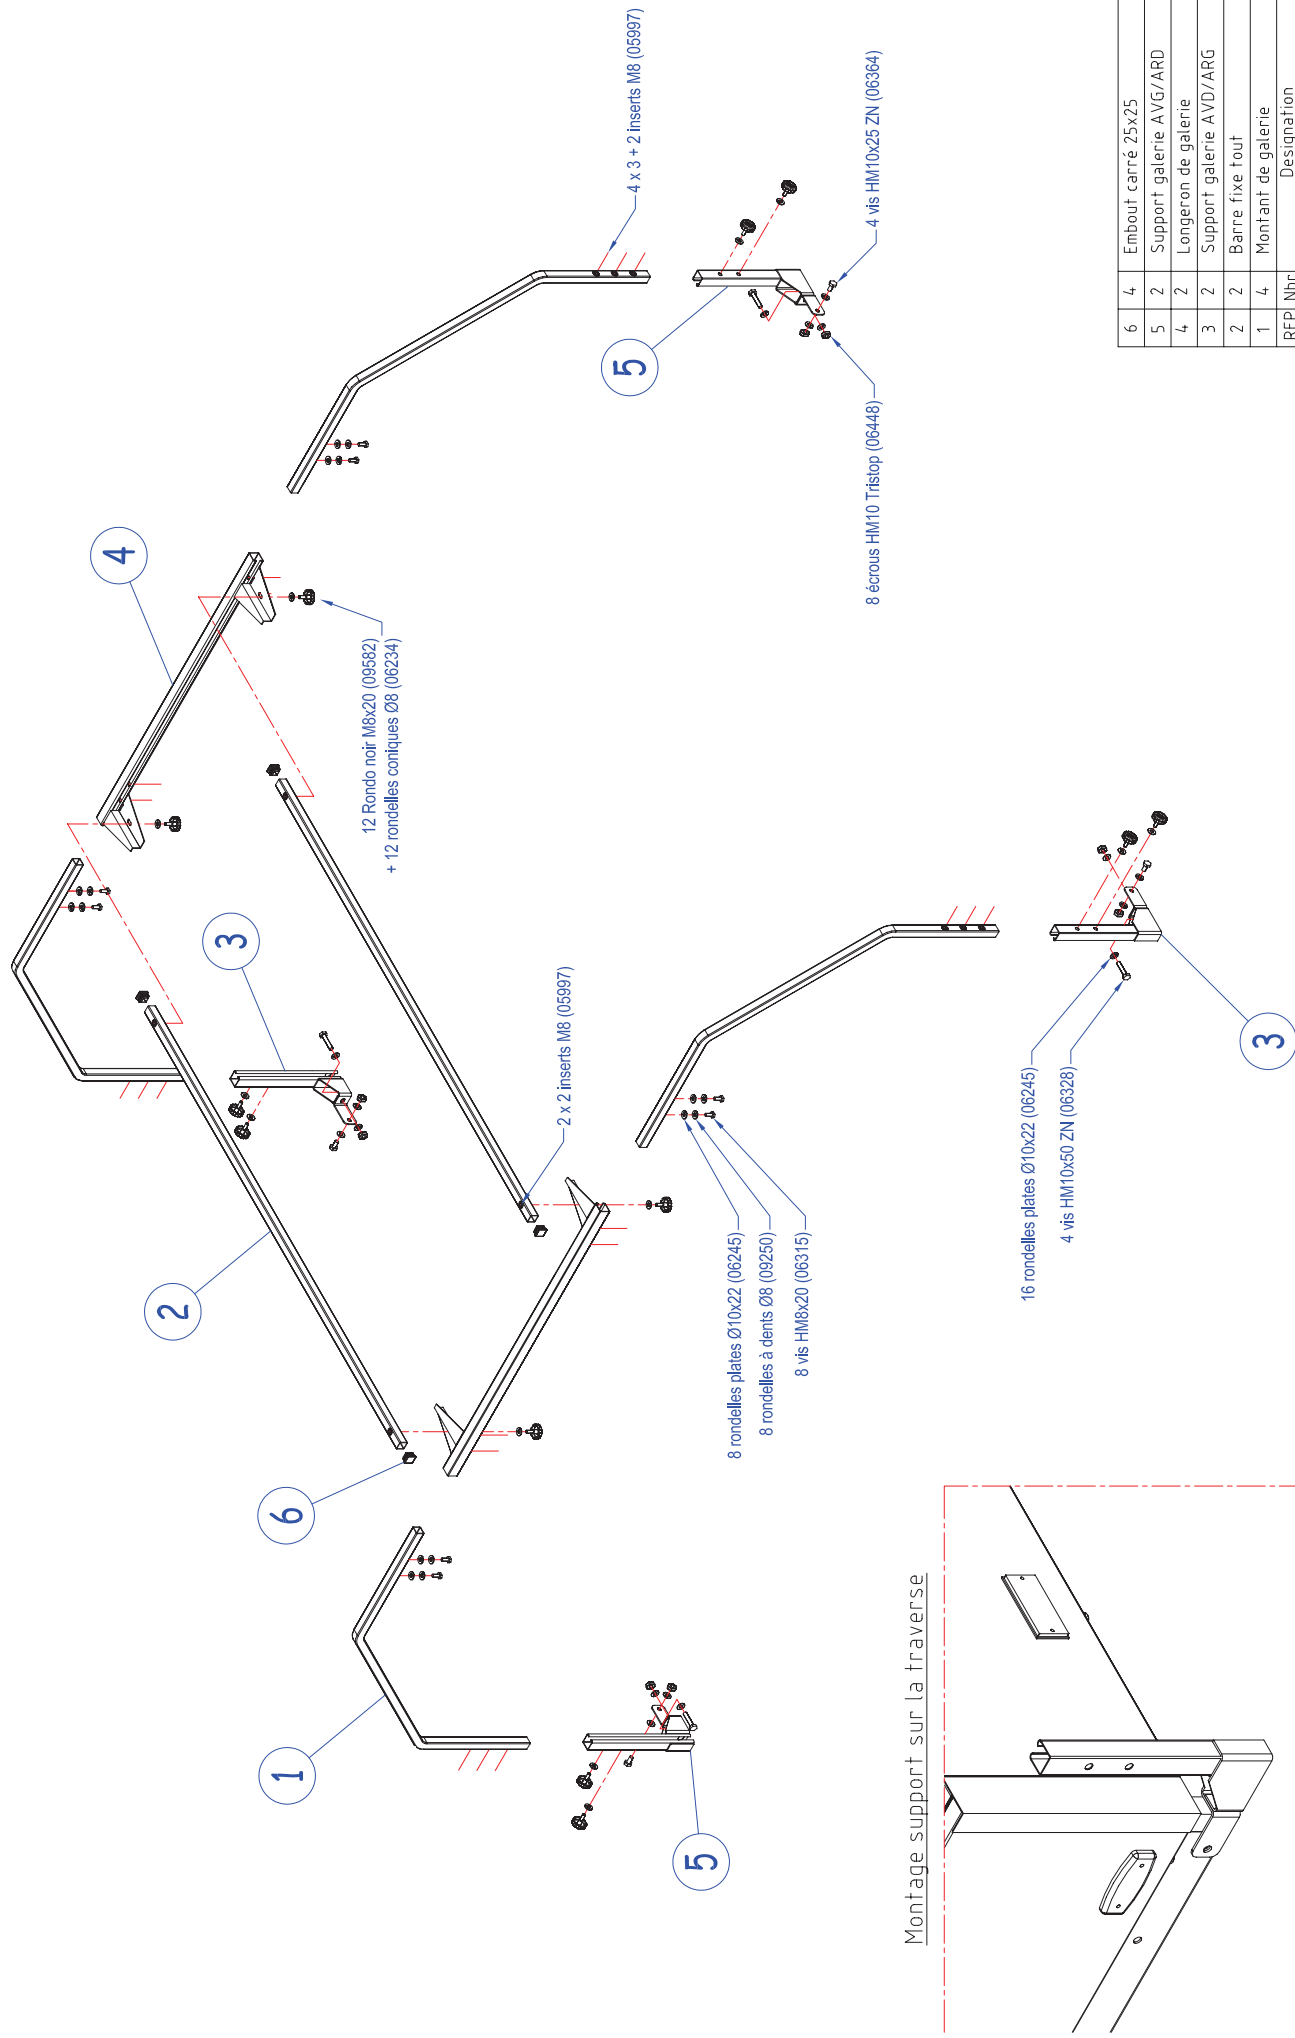 4 x 3 + 2 inserts M8 (05997)
4 vis HM10x25 ZN (06364)
5
8 écrous HM10 Tristop (06448)
4
12 Rondo noir M8x20 (09582)
+ 12 rondelles coniques Ø8 (06234)
3
2 x 2 inserts M8 (05997)
2
6
8 rondelles plates Ø10x22 (06245)
8 rondelles à dents Ø8 (09250)
8 vis HM8x20 (06315)
16 rondelles plates Ø10x22 (06245)
4 vis HM10x50 ZN (06328)
3
1
5
Montage support sur la traverse
6 4 Embout carré 25x25
5 2 Support galerie AVG/ARD
4 2 Longeron de galerie
3 2 Support galerie AVD/ARG
2 2 Barre fixe tout
1 4 Montant de galerie
REP Nbr Designation